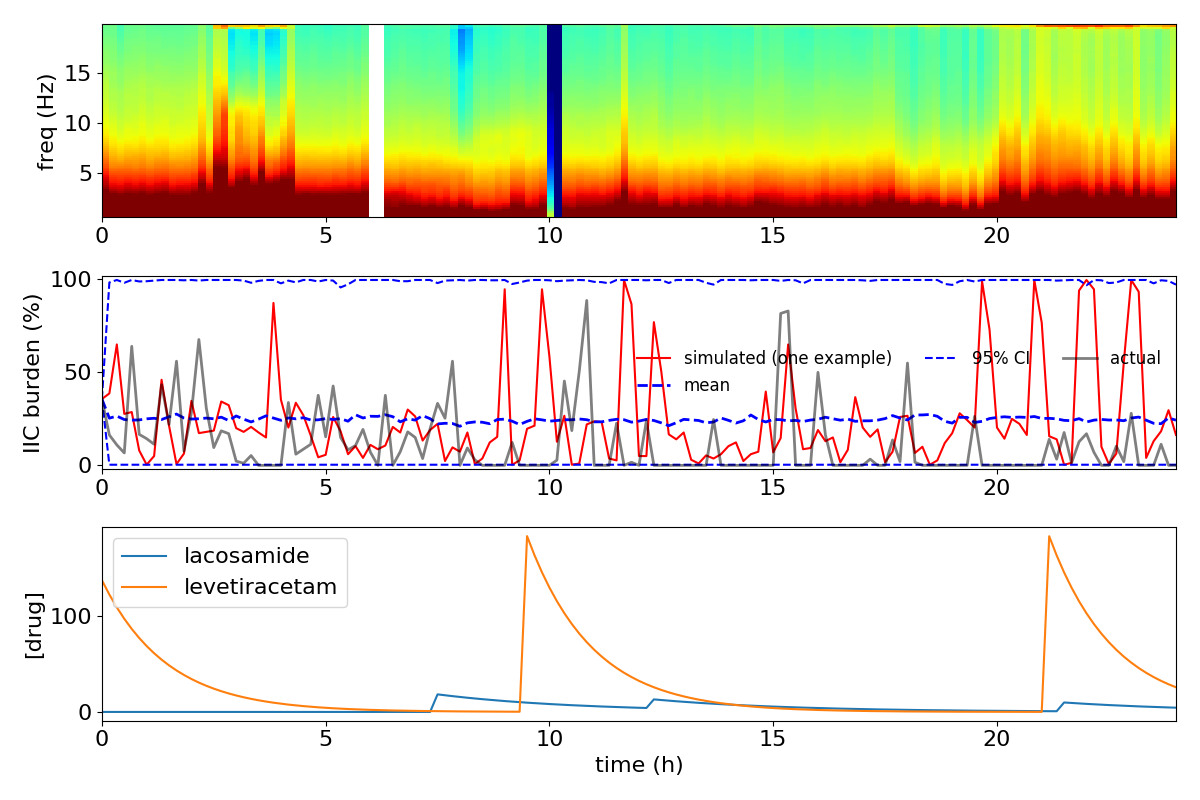 freq (Hz)
15
10
5
0 5 10 15 20
IIC burden (%)
100
50
0
simulated (one example) 95% CI actual
mean
0 5 10 15 20
[drug]
100
0
lacosamide
levetiracetam
0 5 10 15 20
time (h)